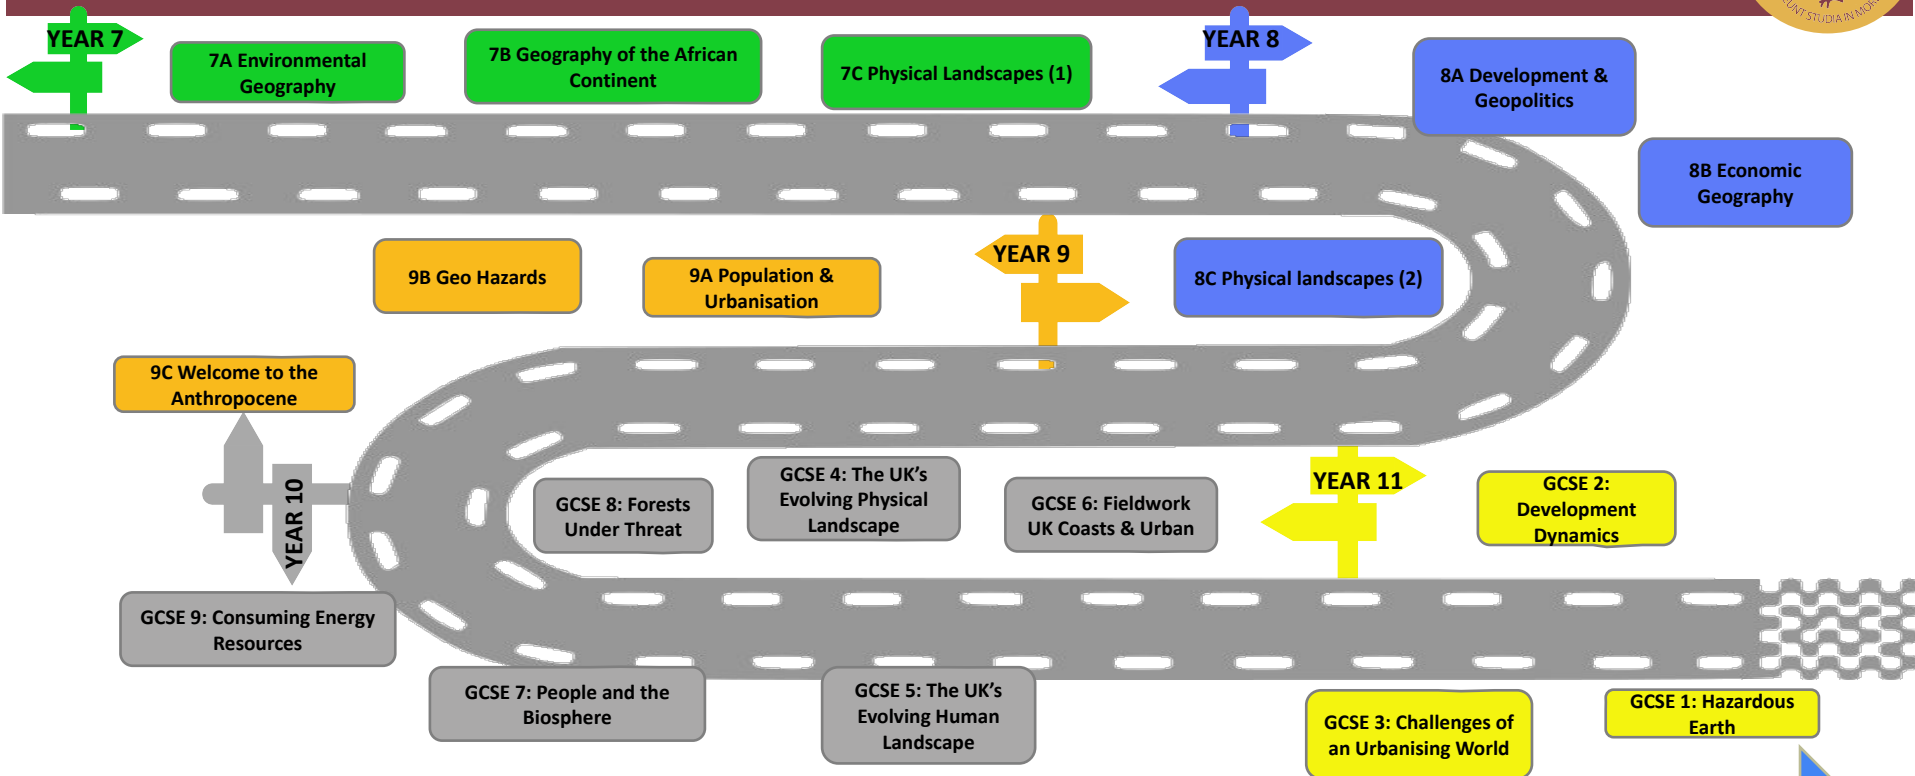 UNT STUDIA IN MOR
YEAR 7
7A Environmental
Geography
7B Geography of the African
Continent
7C Physical Landscapes (1)
YEAR 8
8A Development &
Geopolitics
8B Economic
Geography
9B Geo Hazards
9A Population &
Urbanisation
YEAR 9
8C Physical landscapes (2)
9C Welcome to the
Anthropocene
YEAR 10
GCSE 8: Forests
Under Threat
GCSE 4: The UK’s
Evolving Physical
Landscape
GCSE 6: Fieldwork
UK Coasts & Urban
YEAR 11
GCSE 2:
Development
Dynamics
GCSE 9: Consuming Energy
Resources
GCSE 7: People and the
Biosphere
GCSE 5: The UK’s
Evolving Human
Landscape
GCSE 3: Challenges of
an Urbanising World
GCSE 1: Hazardous
Earth